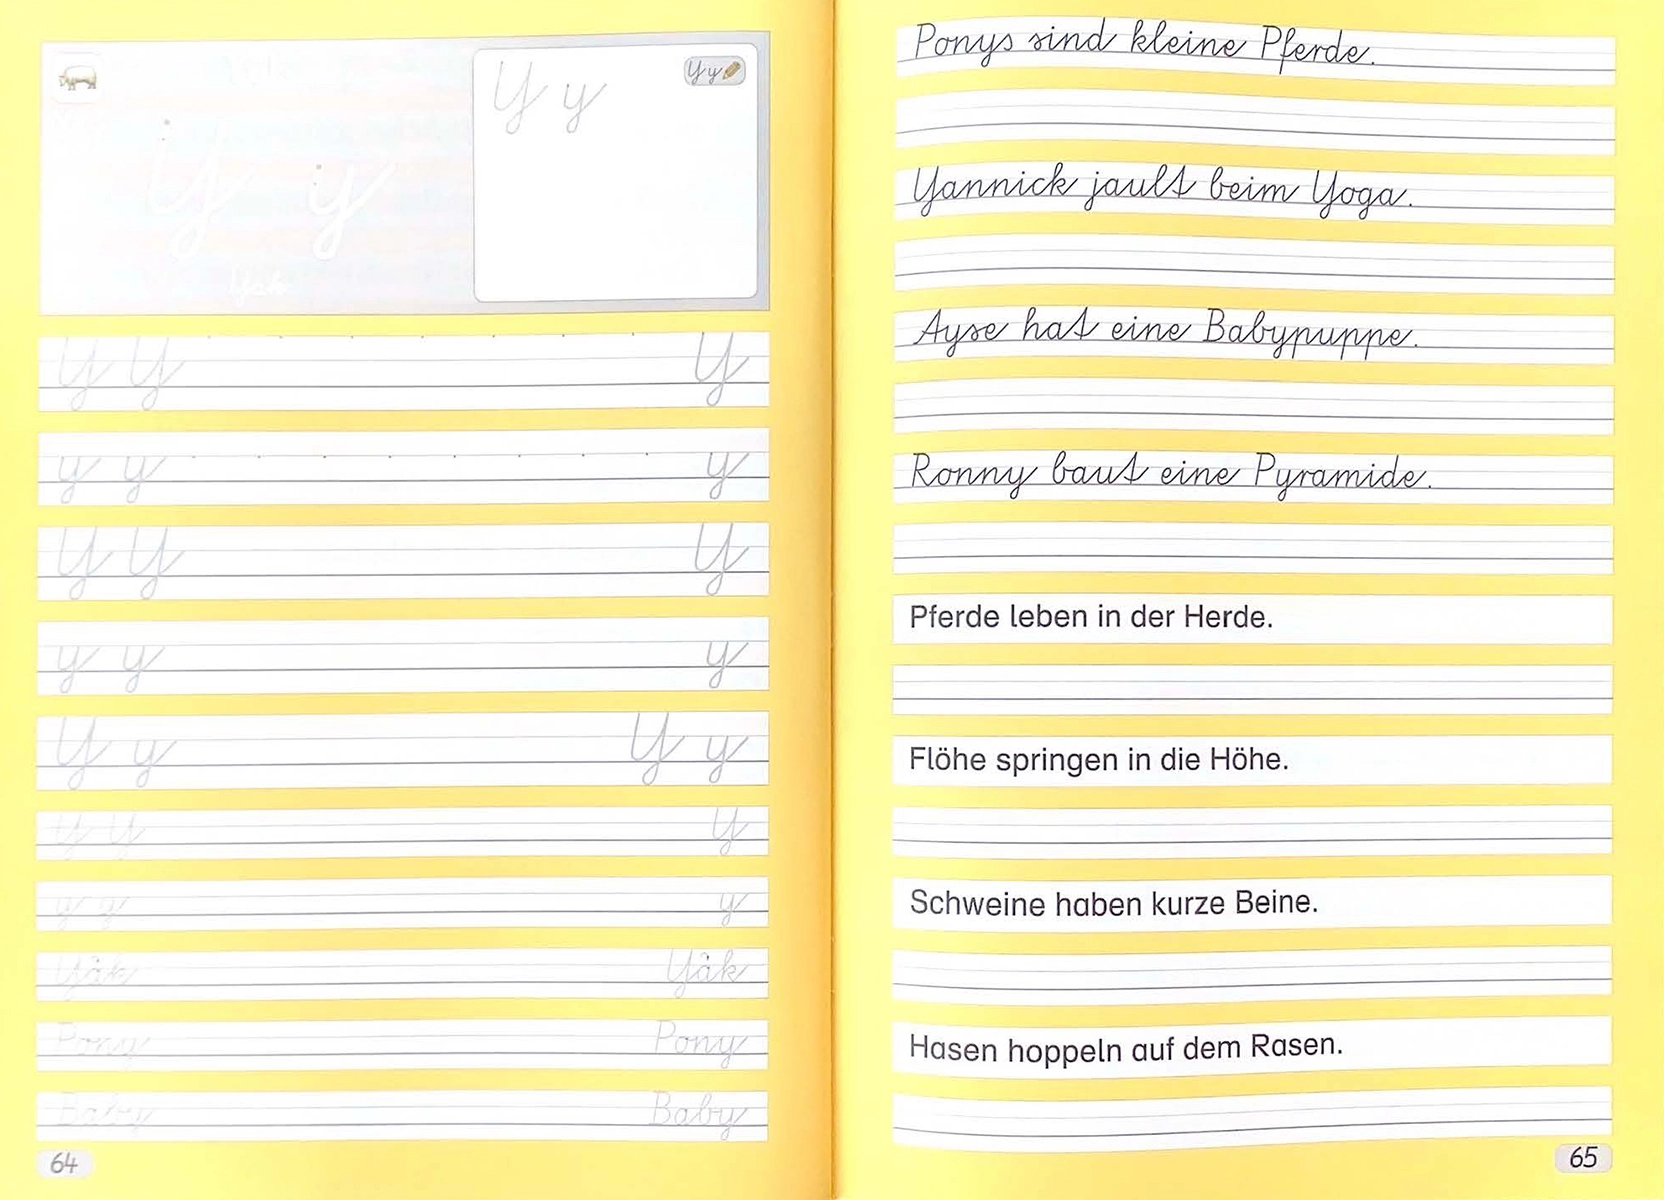 Y y
Y y
Y y
Yak
Y Y Y
y y y
Y Y Y
y y y
Y y Y y
Y Y Y
y y y
Yak Yak
Pony Pony
Baby Baby
64
Ponys sind kleine Pferde.
Yannick jault beim Yoga.
Ayse hat eine Babypuppe.
Ronny baut eine Pyramide.
Pferde leben in der Herde.
Flöhe springen in die Höhe.
Schweine haben kurze Beine.
Hasen hoppeln auf dem Rasen.
65